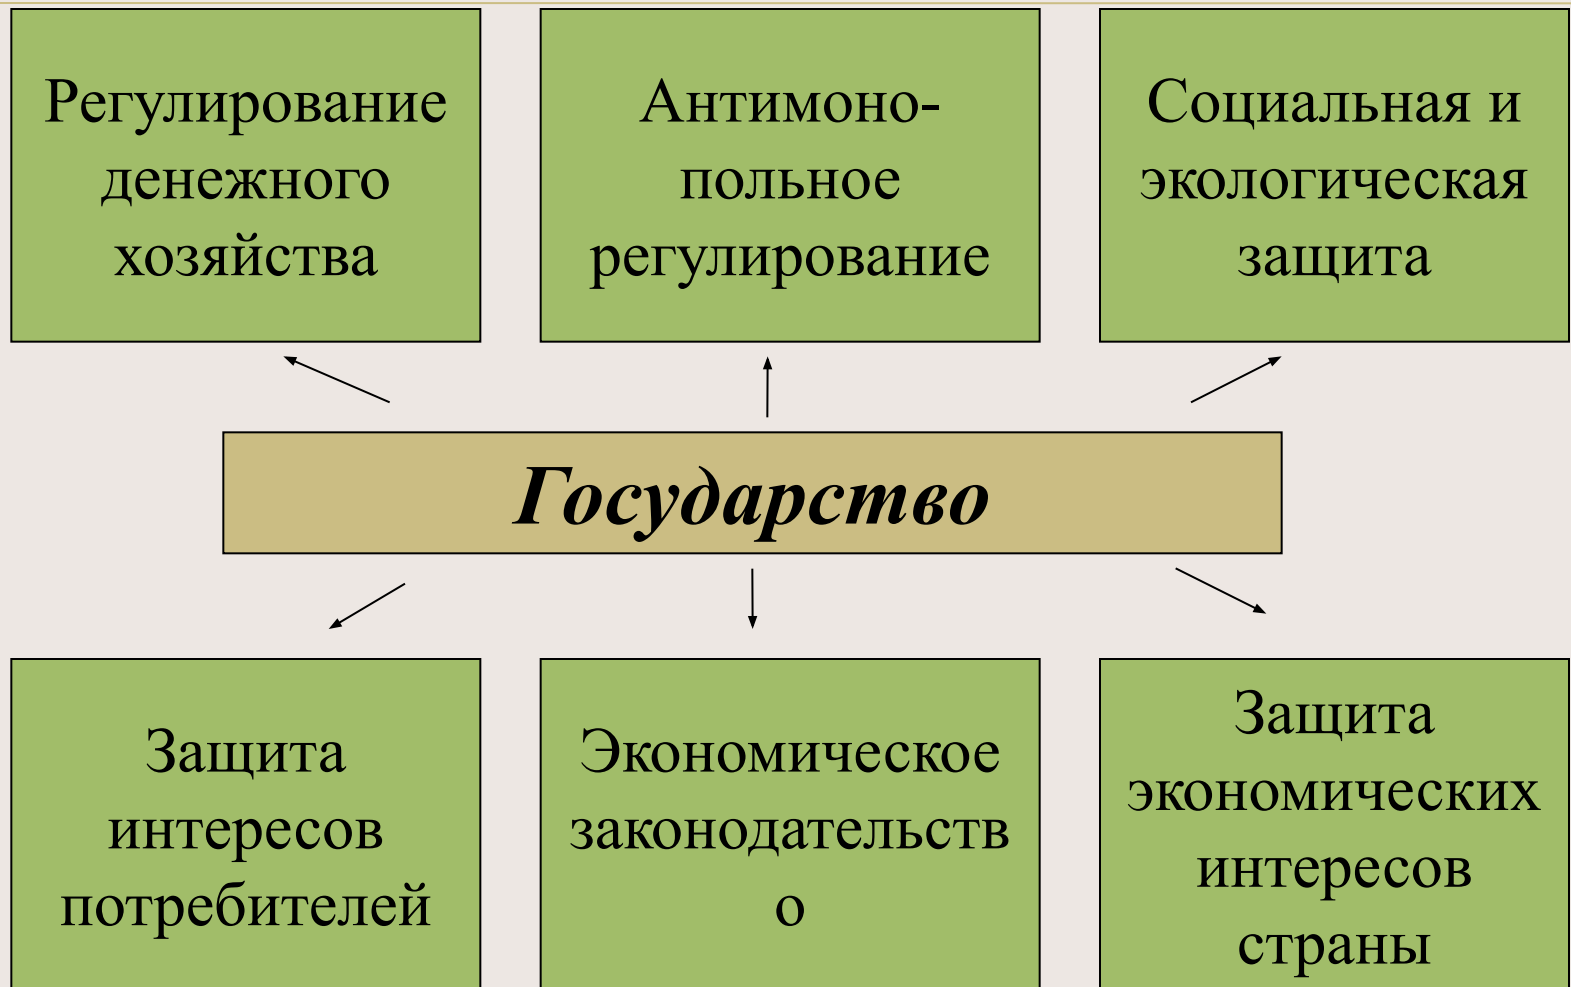 Регулирование
денежного
хозяйства
Антимоно-
польное
регулирование
Социальная и
экологическая
защита
Государство
Защита
интересов
потребителей
Экономическое
законодательств
о
Защита
экономических
интересов
страны